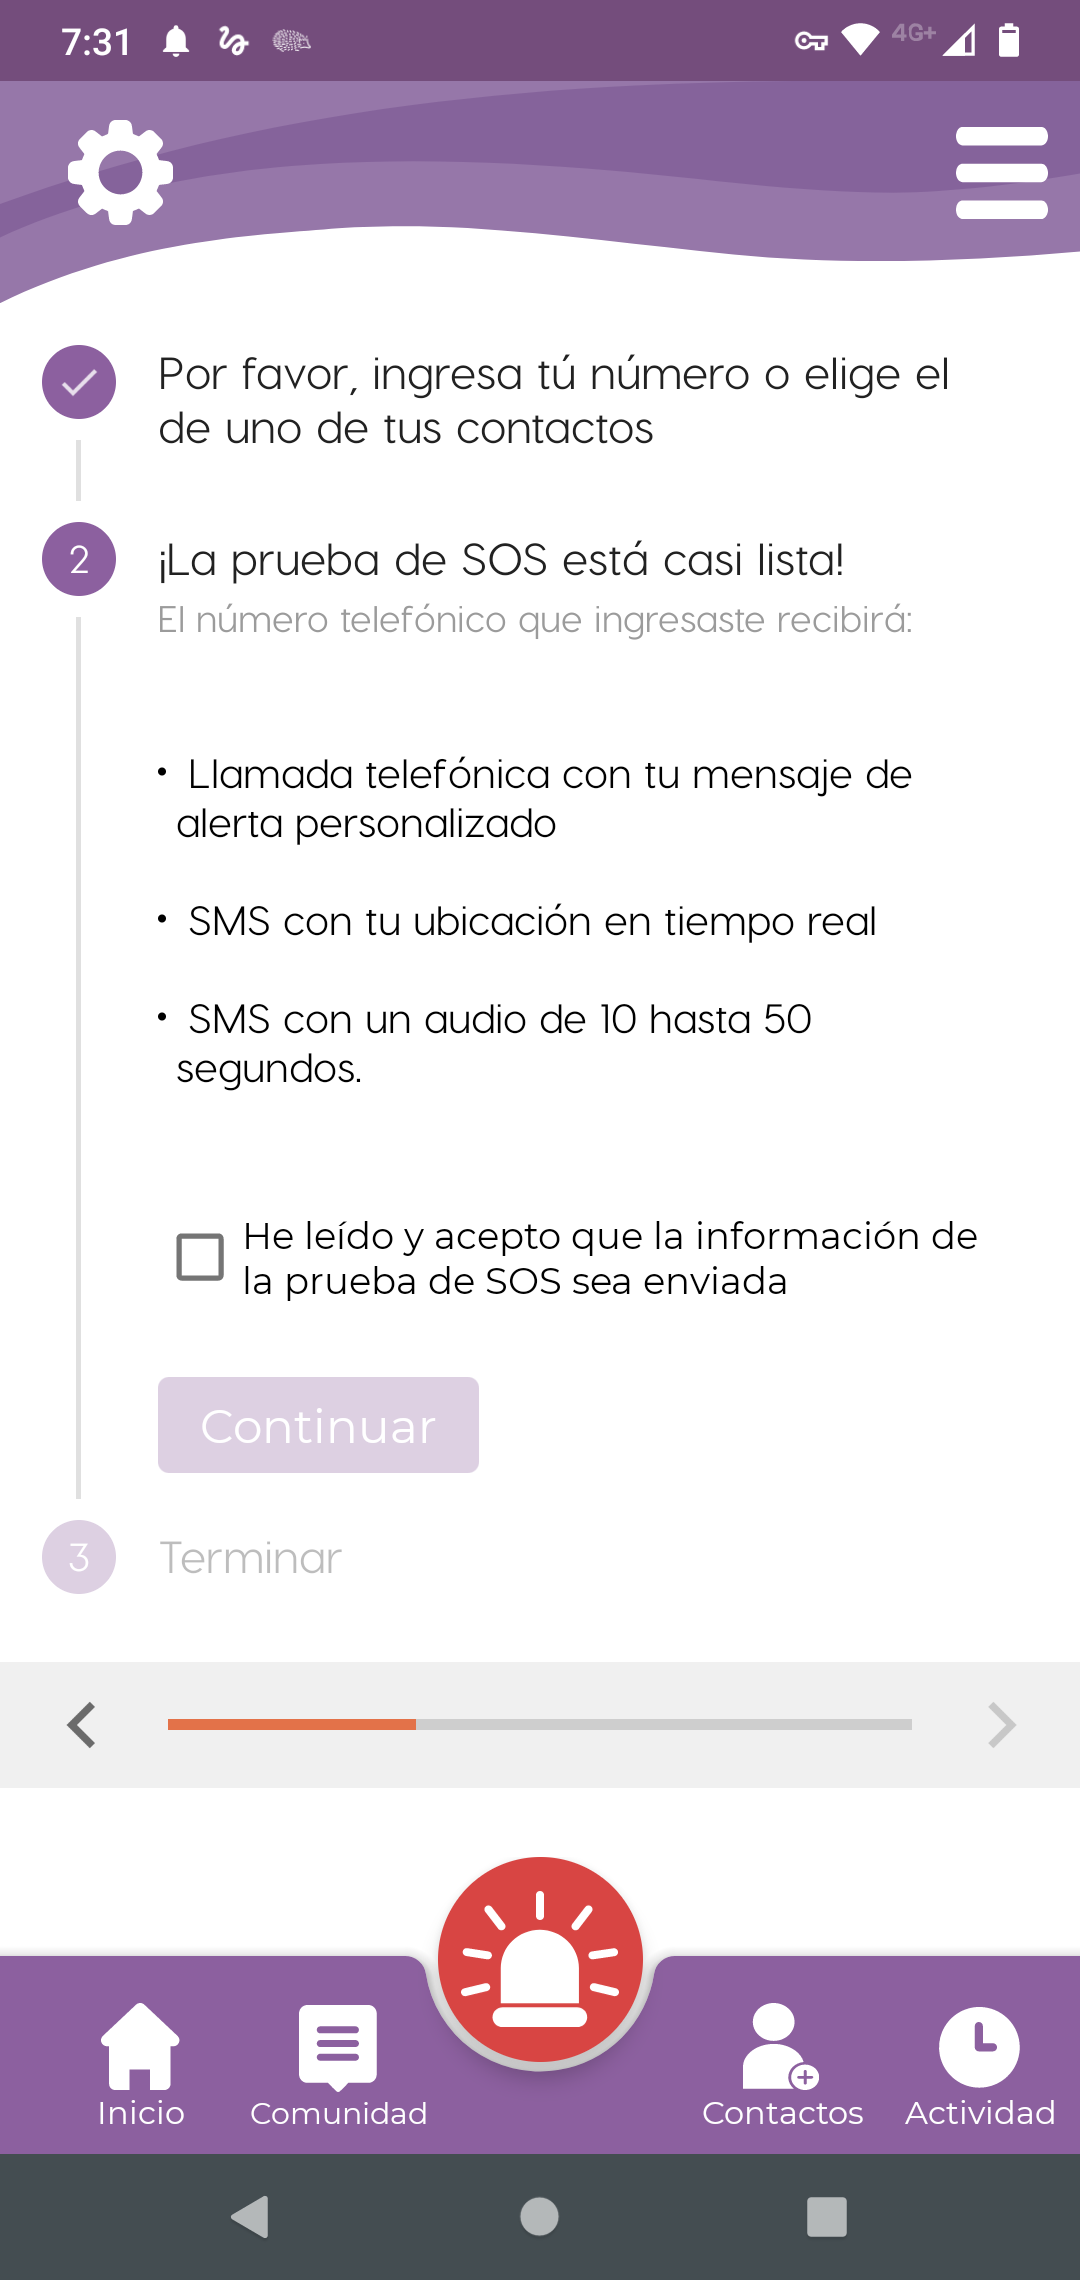 7:31
4G+
Por favor, ingresa tú número o elige el
de uno de tus contactos
2
¡La prueba de SOS está casi lista!
El número telefónico que ingresaste recibirá:
• Llamada telefónica con tu mensaje de
alerta personalizado
• SMS con tu ubicación en tiempo real
• SMS con un audio de 10 hasta 50
segundos.
He leído y acepto que la información de
la prueba de SOS sea enviada
Continuar
3
Terminar
Inicio
Comunidad
Contactos
Actividad